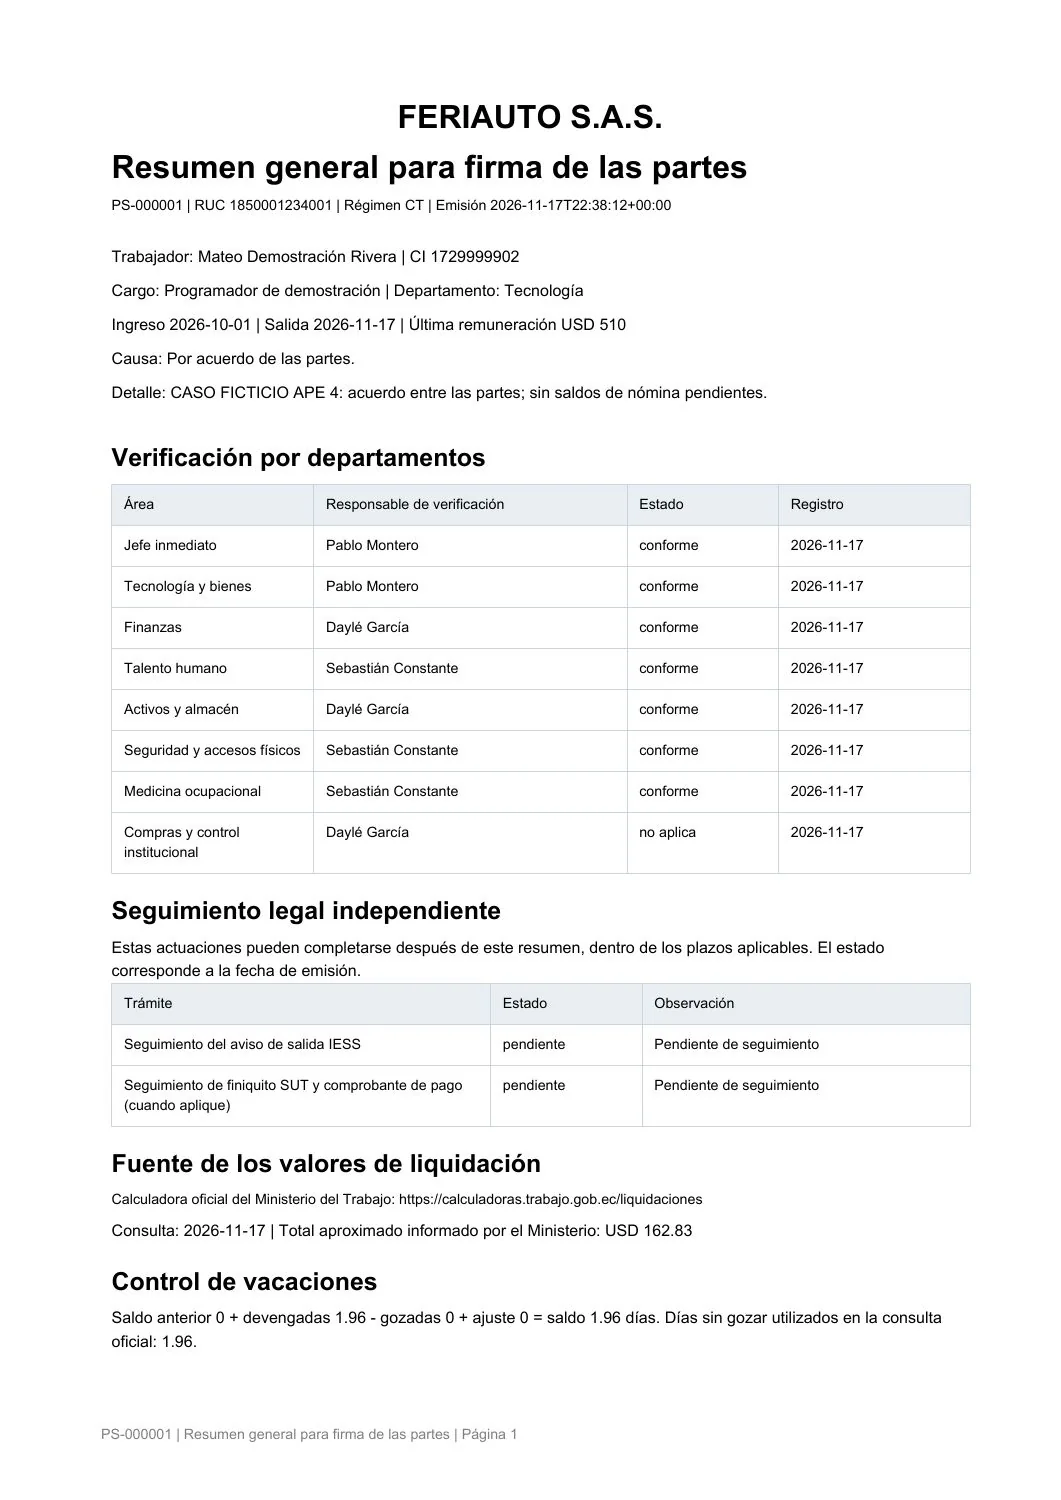 FERIAUTO S.A.S.
Resumen general para firma de las partes
PS-000001 | RUC 1850001234001 | Régimen CT | Emisión 2026-11-17T22:38:12+00:00
Trabajador: Mateo Demostración Rivera | CI 1729999902
Cargo: Programador de demostración | Departamento: Tecnología
Ingreso 2026-10-01 | Salida 2026-11-17 | Última remuneración USD 510
Causa: Por acuerdo de las partes.
Detalle: CASO FICTICIO APE 4: acuerdo entre las partes; sin saldos de nómina pendientes.
Verificación por departamentos
Área Responsable de verificación Estado Registro
Jefe inmediato Pablo Montero conforme 2026-11-17
Tecnología y bienes Pablo Montero conforme 2026-11-17
Finanzas Daylé García conforme 2026-11-17
Talento humano Sebastián Constante conforme 2026-11-17
Activos y almacén Daylé García conforme 2026-11-17
Seguridad y accesos físicos Sebastián Constante conforme 2026-11-17
Medicina ocupacional Sebastián Constante conforme 2026-11-17
Compras y control Daylé García no aplica 2026-11-17
institucional
Seguimiento legal independiente
Estas actuaciones pueden completarse después de este resumen, dentro de los plazos aplicables. El estado
corresponde a la fecha de emisión.
Trámite Estado Observación
Seguimiento del aviso de salida IESS pendiente Pendiente de seguimiento
Seguimiento de finiquito SUT y comprobante de pago pendiente Pendiente de seguimiento
(cuando aplique)
Fuente de los valores de liquidación
Calculadora oficial del Ministerio del Trabajo: https://calculadoras.trabajo.gob.ec/liquidaciones
Consulta: 2026-11-17 | Total aproximado informado por el Ministerio: USD 162.83
Control de vacaciones
Saldo anterior 0 + devengadas 1.96 - gozadas 0 + ajuste 0 = saldo 1.96 días. Días sin gozar utilizados en la consulta
oficial: 1.96.
PS-000001 | Resumen general para firma de las partes | Página 1